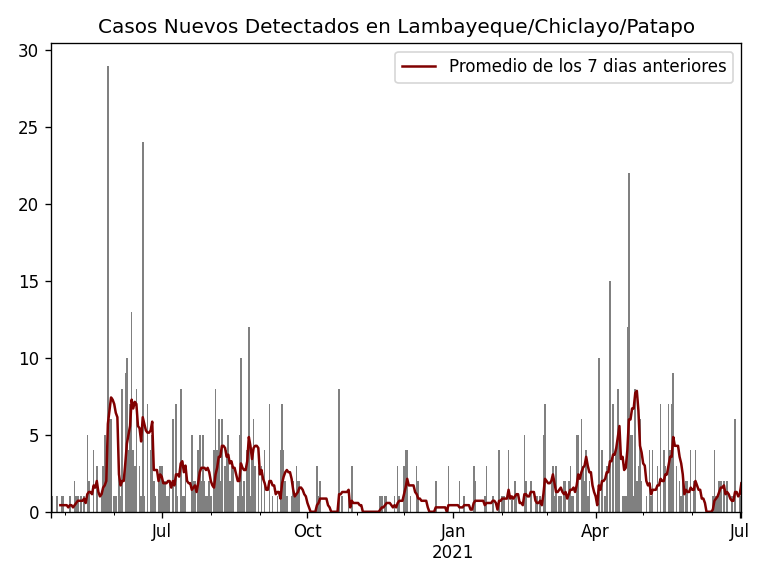 Casos Nuevos Detectados en Lambayeque/Chiclayo/Patapo
Promedio de los 7 dias anteriores
30
25
20
15
10
5
0
Jul
Oct
Jan
2021
Apr
Jul